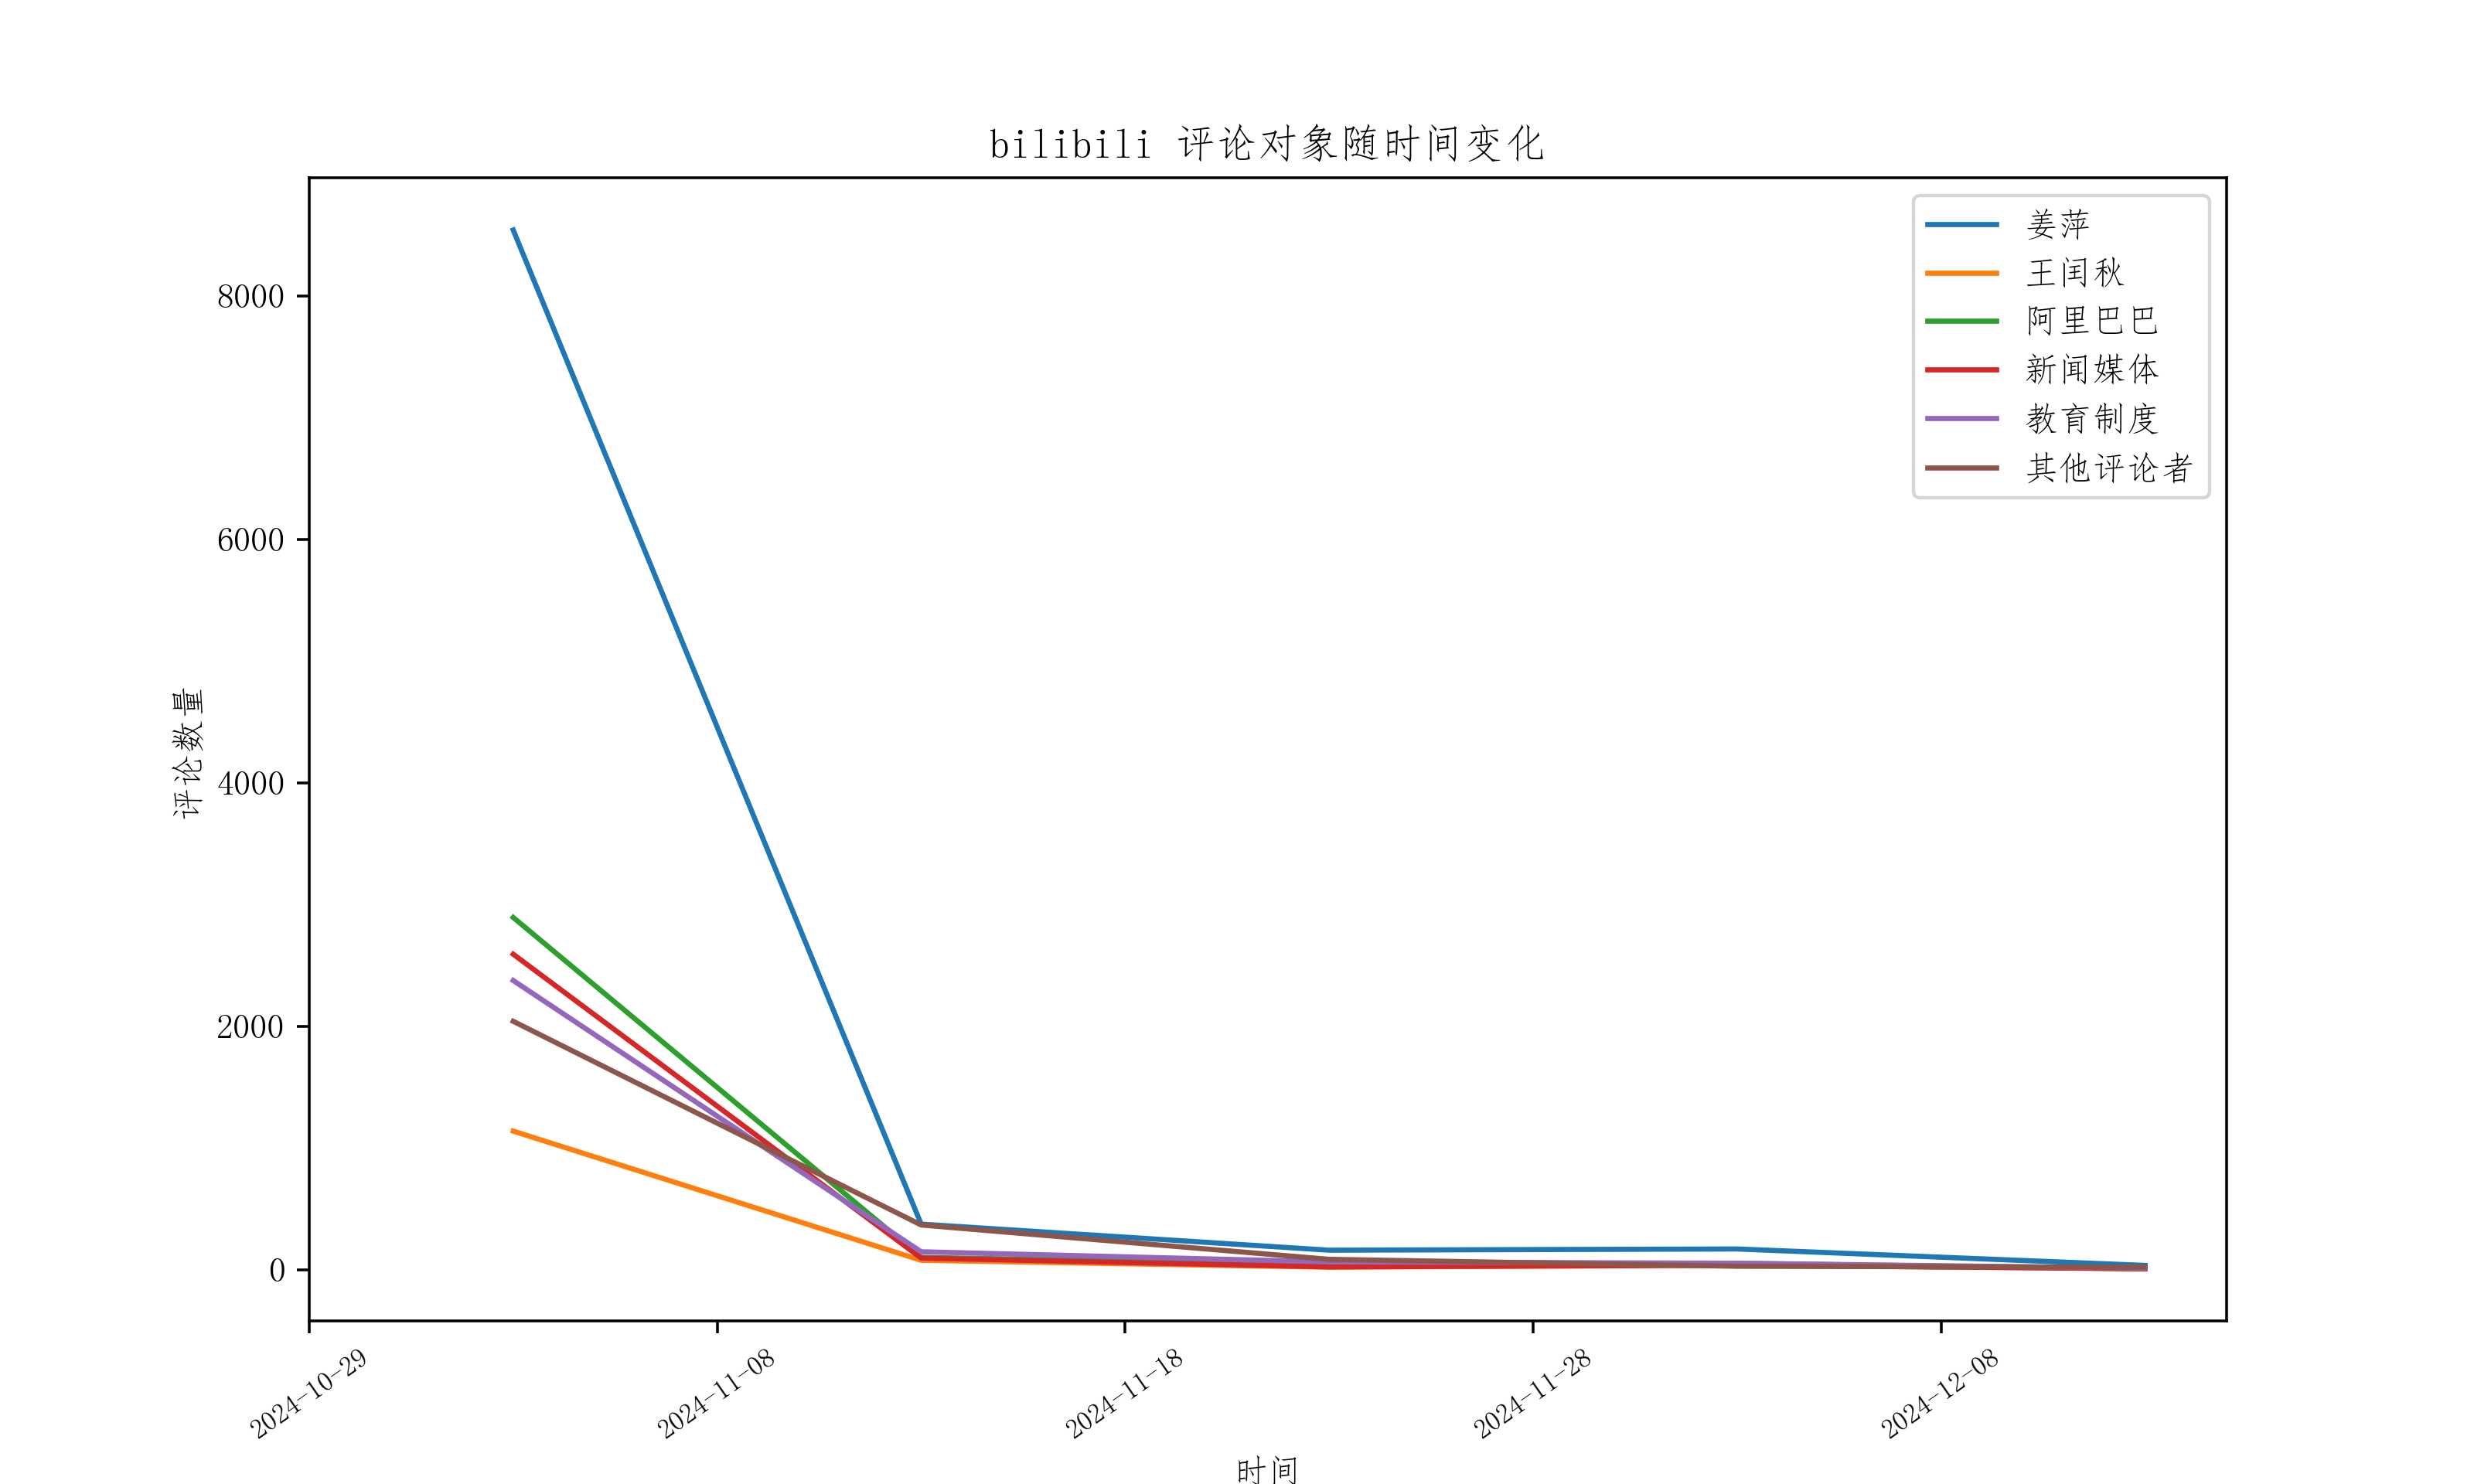 bilibili 评论对象随时间变化
姜萍
王闰秋
阿里巴巴
新闻媒体
教育制度
其他评论者
评论数量
8000
6000
4000
2000
0
2024-10-29
2024-11-08
2024-11-18
2024-11-28
2024-12-08
时间